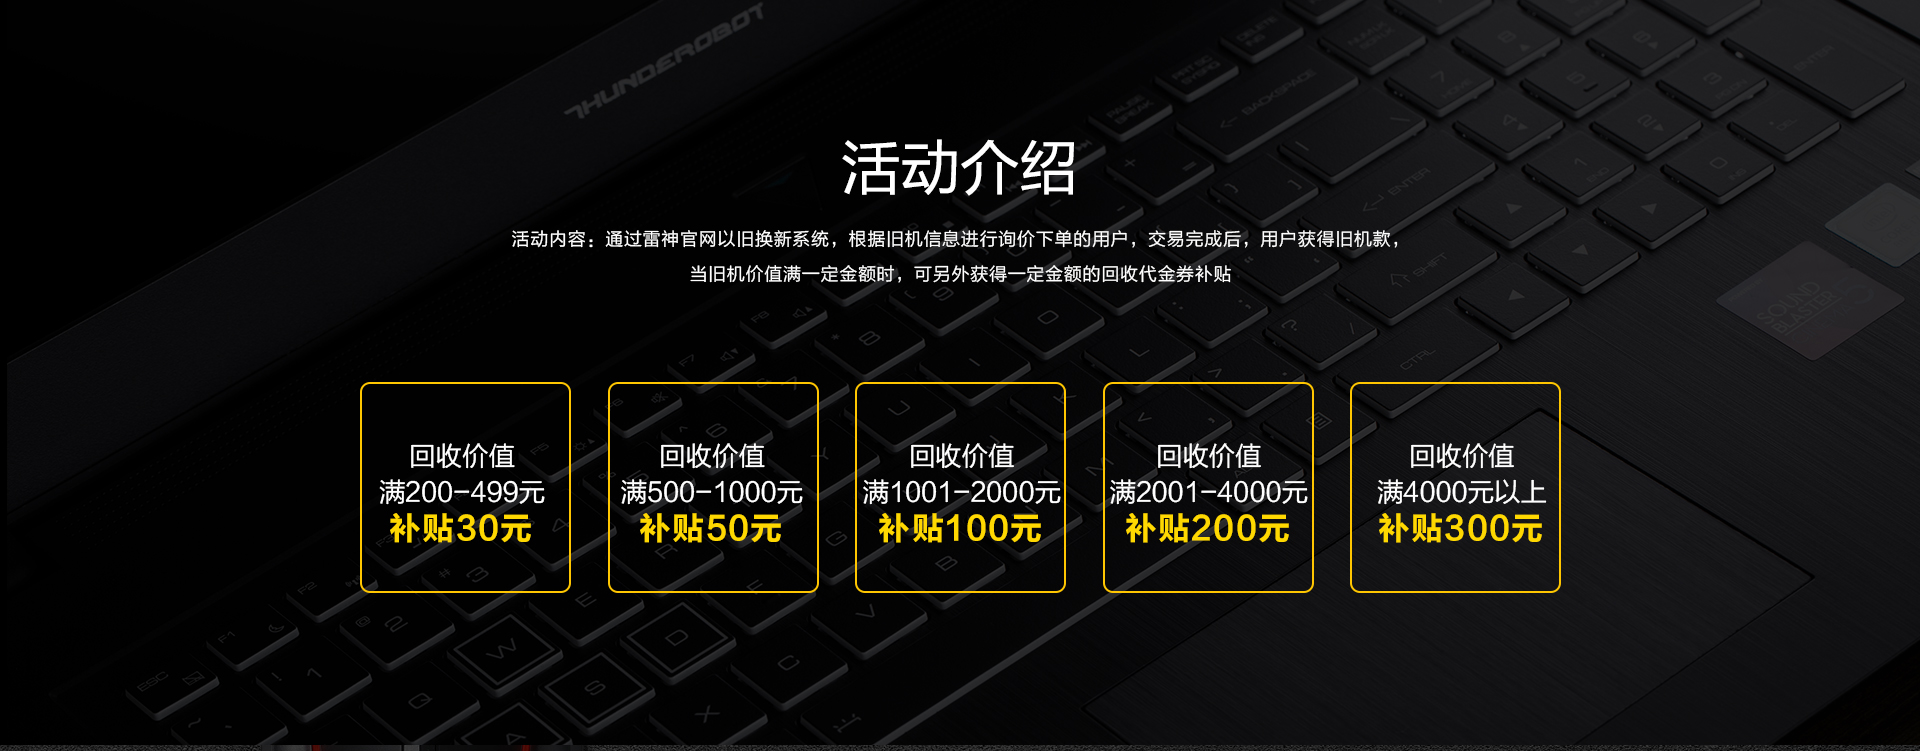 THUNDEROBOT
活动介绍
活动内容：通过雷神官网以旧换新系统，根据旧机信息进行询价下单的用户，交易完成后，用户获得旧机款，
当旧机价值满一定金额时，可另外获得一定金额的回收代金券补贴
回收价值
满200-499元
补贴30元
回收价值
满500-1000元
补贴50元
回收价值
满1001-2000元
补贴100元
回收价值
满2001-4000元
补贴200元
回收价值
满4000元以上
补贴300元
SOUND
BLASTER